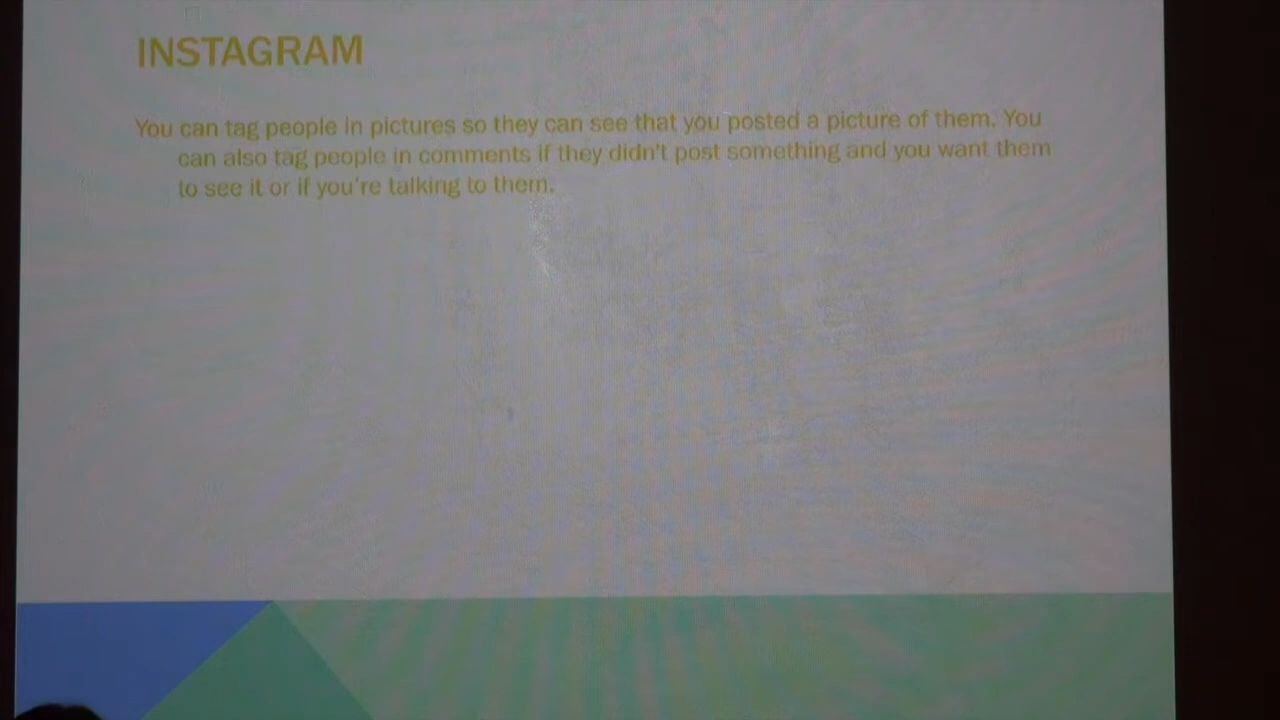 INSTAGRAM
You can tag people in pictures so they can see that you posted a picture of them. You
can also tag people in comments if they didn't post something and you want them
to see it or if you're talking to them.